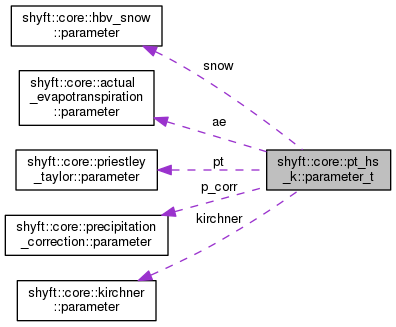 shyft::core::hbv_snow
::parameter
snow
shyft::core::actual
_evapotranspiration
::parameter
ae
shyft::core::priestley
_taylor::parameter
pt
shyft::core::pt_hs
_k::parameter_t
p_corr
shyft::core::precipitation
_correction::parameter
kirchner
shyft::core::kirchner
::parameter